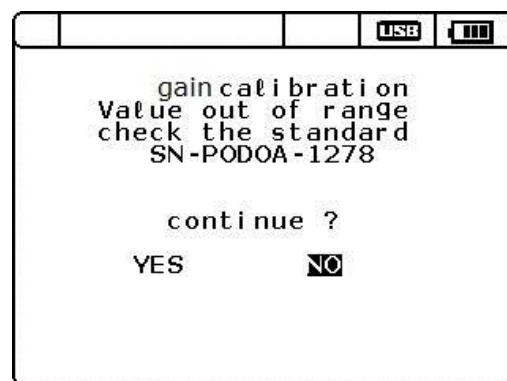 USB
gain calibration
Value out of range
check the standard
SN-PODOA-1278
continue ?
YES NO